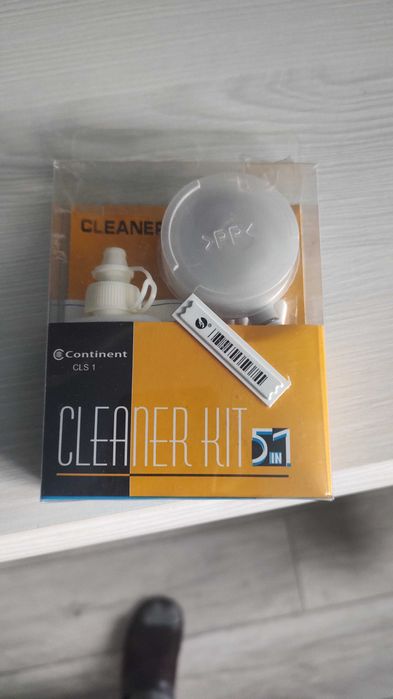 CLEANER
>PP<
Continent
CLS 1
CLEANER KIT 5 IN 1